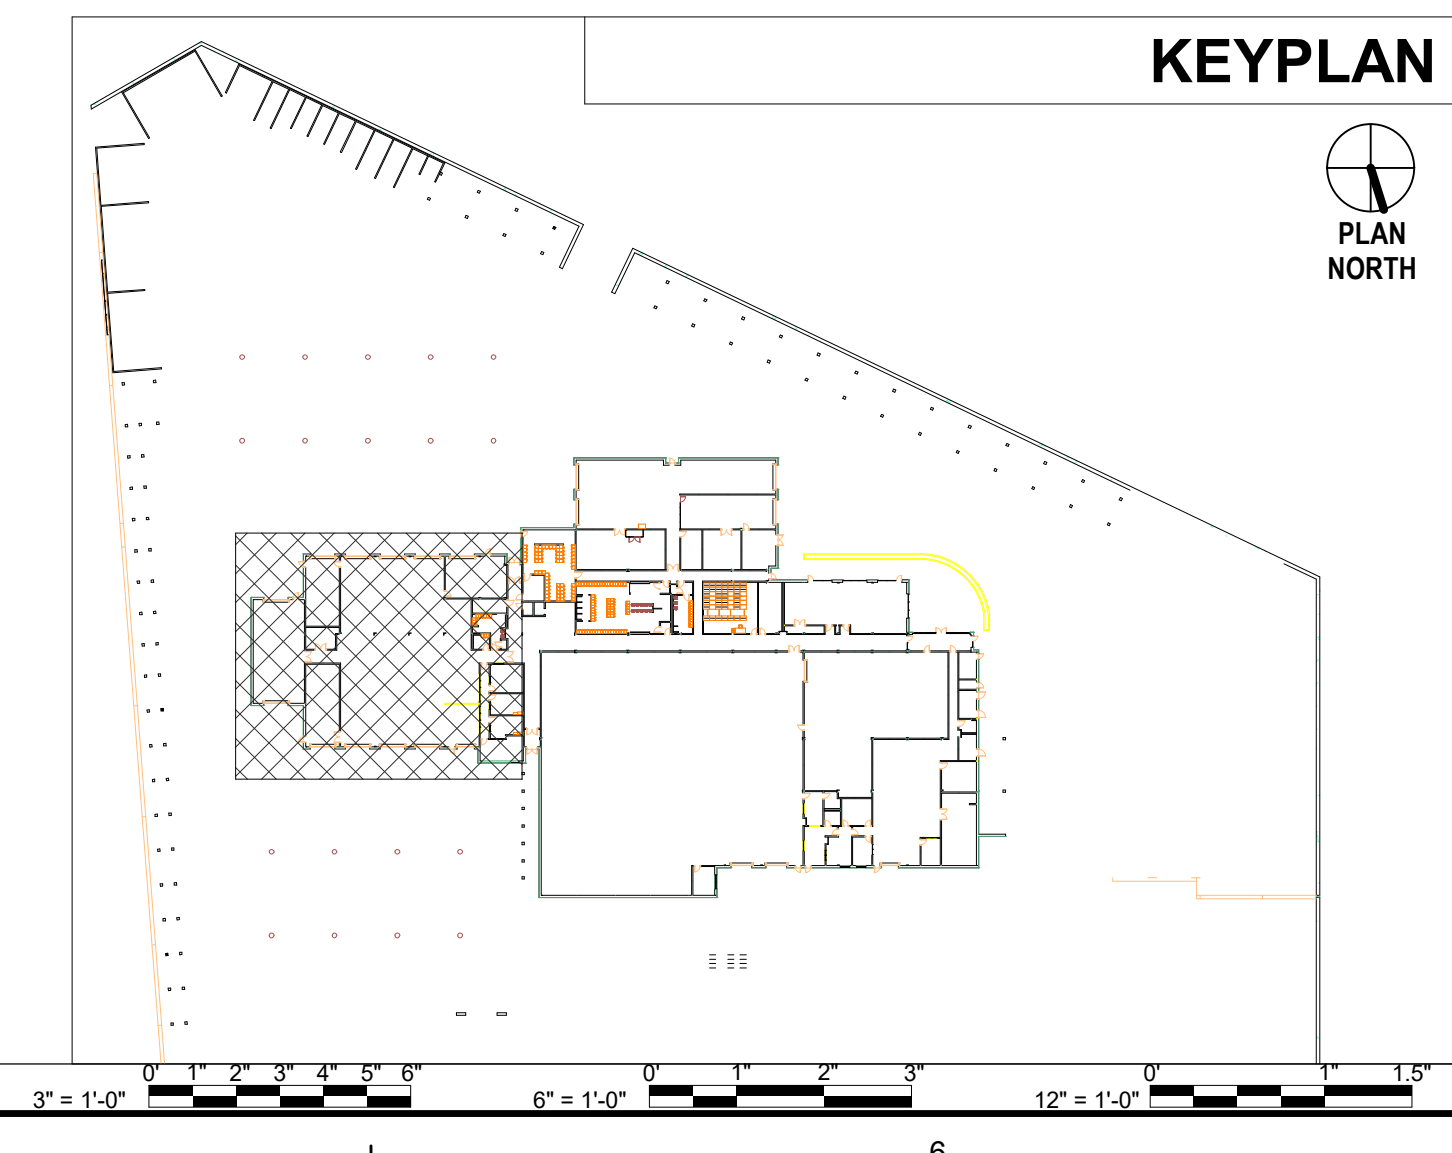 KEYPLAN
PLAN
NORTH
0' 1" 2" 3" 4" 5" 6"
3" = 1'-0"
0' 1" 2" 3"
6" = 1'-0"
0' 1" 1.5"
12" = 1'-0"
6